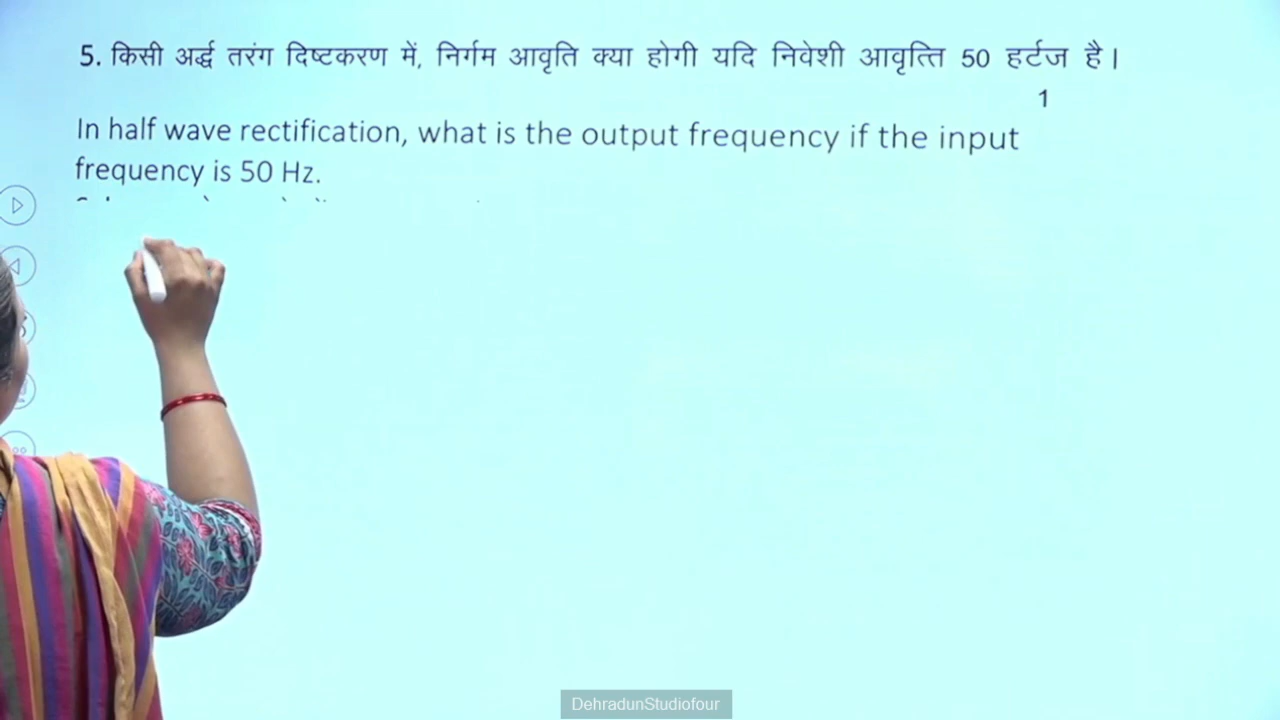 5. किसी अर्द्ध तरंग दिष्टकरण में, निर्गम आवृति क्या होगी यदि निवेशी आवृत्ति 50 हर्टज है।
1
In half wave rectification, what is the output frequency if the input
frequency is 50 Hz.
DehradunStudiofour